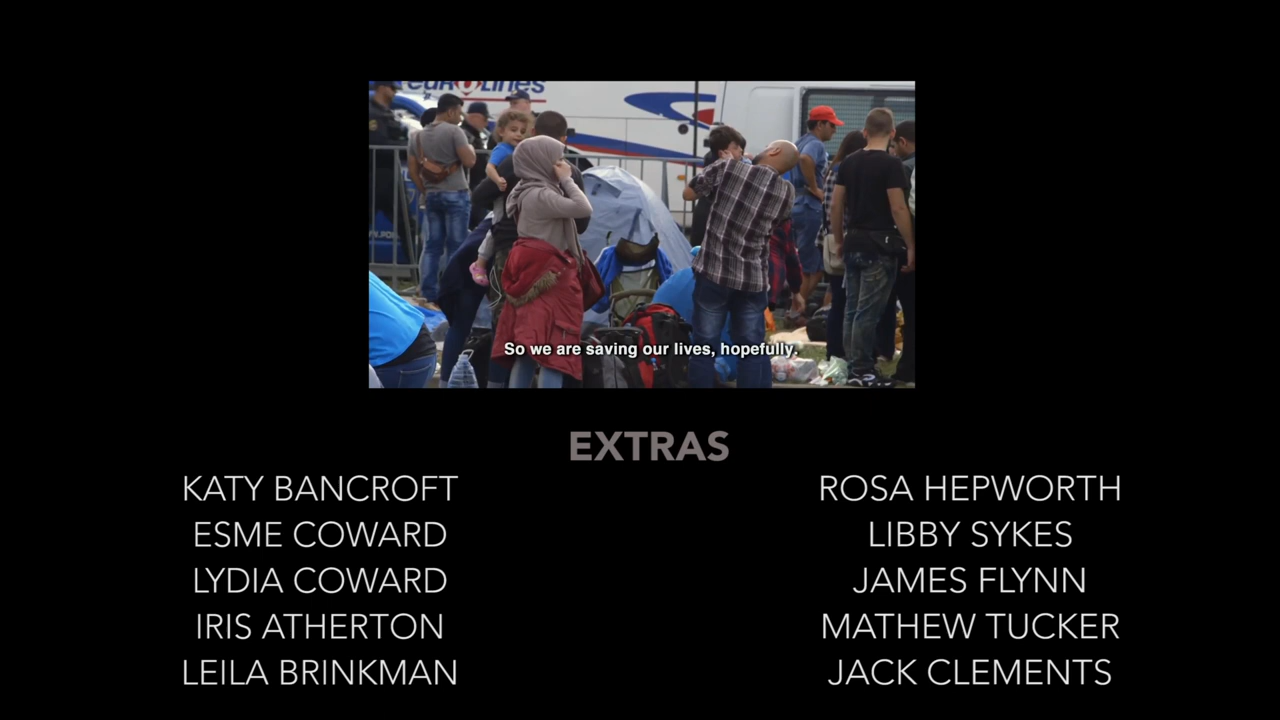 eurolines
So we are saving our lives, hopefully.
EXTRAS
KATY BANCROFT
ESME COWARD
LYDIA COWARD
IRIS ATHERTON
LEILA BRINKMAN
ROSA HEPWORTH
LIBBY SYKES
JAMES FLYNN
MATHEW TUCKER
JACK CLEMENTS